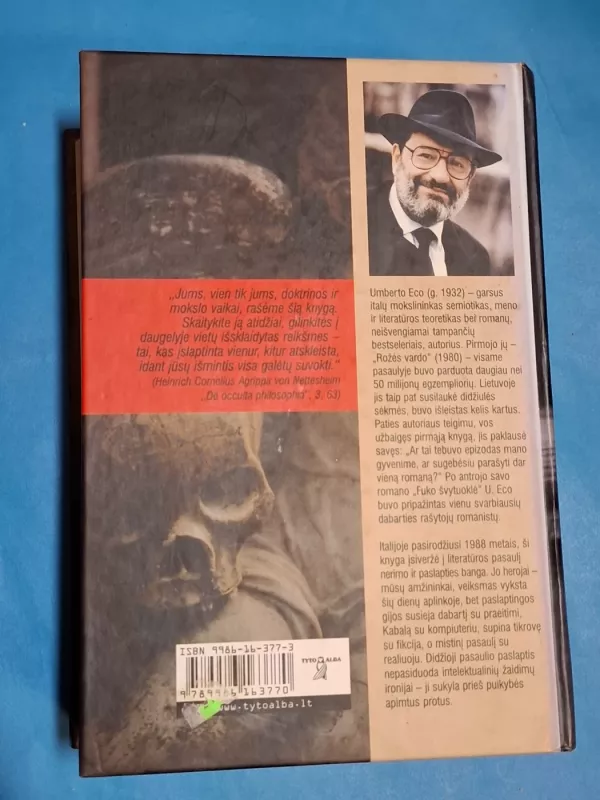 „Jums, vien tik jums, doktrinos ir
mokslo vaikai, rašėme šią knygą.
Skaitykite ją atidžiai, gilinkitės į
daugelyje vietų išsklaidytas reikšmes –
tai, kas įslaptinta vienur, kitur atskleista,
idant jūsų išmintis visa galėtų suvokti."
(Heinrich Cornelius Agrippa von Nettesheim
„De occulta philosophia", 3, 63)
Umberto Eco (g. 1932) – garsus
italų mokslininkas semiotikas, meno
ir literatūros teoretikas bei romanų,
neišvengiamai tampančių
bestseleriais, autorius. Pirmojo jų –
„Rožės vardo" (1980) – visame
pasaulyje buvo parduota daugiau nei
50 milijonų egzempliorių. Lietuvoje
jis taip pat susilaukė didžiulės
sėkmės, buvo išleistas kelis kartus.
Paties autoriaus teigimu, vos
užbaigęs pirmąją knygą, jis paklausė
savęs: „Ar tai tebuvo epizodas mano
gyvenime, ar sugebėsiu parašyti dar
vieną romaną?" Po antrojo savo
romano „Fuko švytuoklė" U. Eco
buvo pripažintas vienu svarbiausių
dabarties rašytojų romanistų.
Italijoje pasirodžiusi 1988 metais, ši
knyga įsiveržė į literatūros pasaulį
nerimo ir paslapties banga. Jo herojai –
mūsų amžininkai, veiksmas vyksta
šių dienų aplinkoje, bet paslaptingos
gijos susieja dabartį su praeitimi,
Kabalą su kompiuteriu, supina tikrovę
su fikcija, o mistinį pasaulį su
realiuoju. Didžioji pasaulio paslaptis
nepasiduoda intelektualinių žaidimų
ironijai – ji sukyla prieš puikybės
apimtus protus.
ISBN 9986-16-377-3
9 789986 163770
TYTO ALBA
www.tytoalba.lt